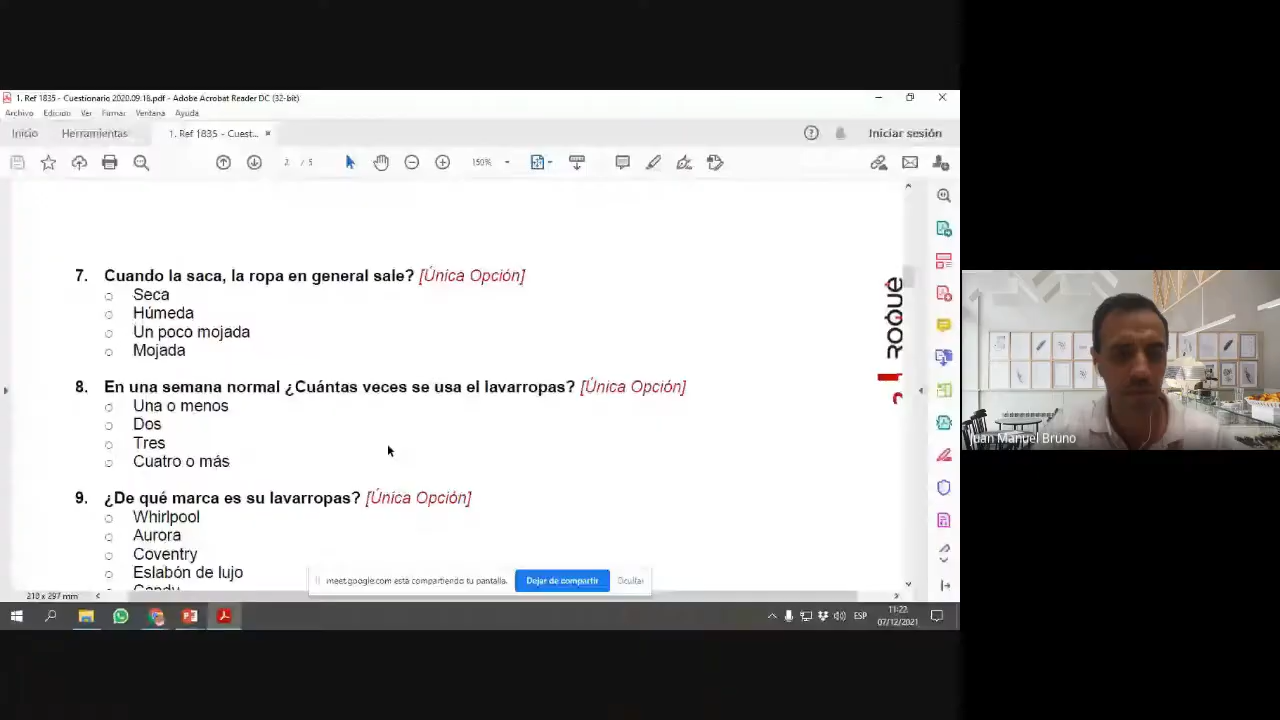 1. Ref 1835 - Cuestionario 2020.09.18.pdf - Adobe Acrobat Reader DC (32-bit)
Archivo Edición Ver Firmar Ventana Ayuda
Inicio Herramientas 1. Ref 1835 - Cuest... × Iniciar sesión
2 / 5 150%
7. Cuando la saca, la ropa en general sale? [Única Opción]
Seca
Húmeda
Un poco mojada
Mojada
8. En una semana normal ¿Cuántas veces se usa el lavarropas? [Única Opción]
Una o menos
Dos
Tres
Cuatro o más
9. ¿De qué marca es su lavarropas? [Única Opción]
Whirlpool
Aurora
Coventry
Eslabón de lujo
Candy
ROQUÉ
meet.google.com está compartiendo tu pantalla. Dejar de compartir Ocultar
210 x 297 mm
ESP 11:22
07/12/2021
Juan Manuel Bruno